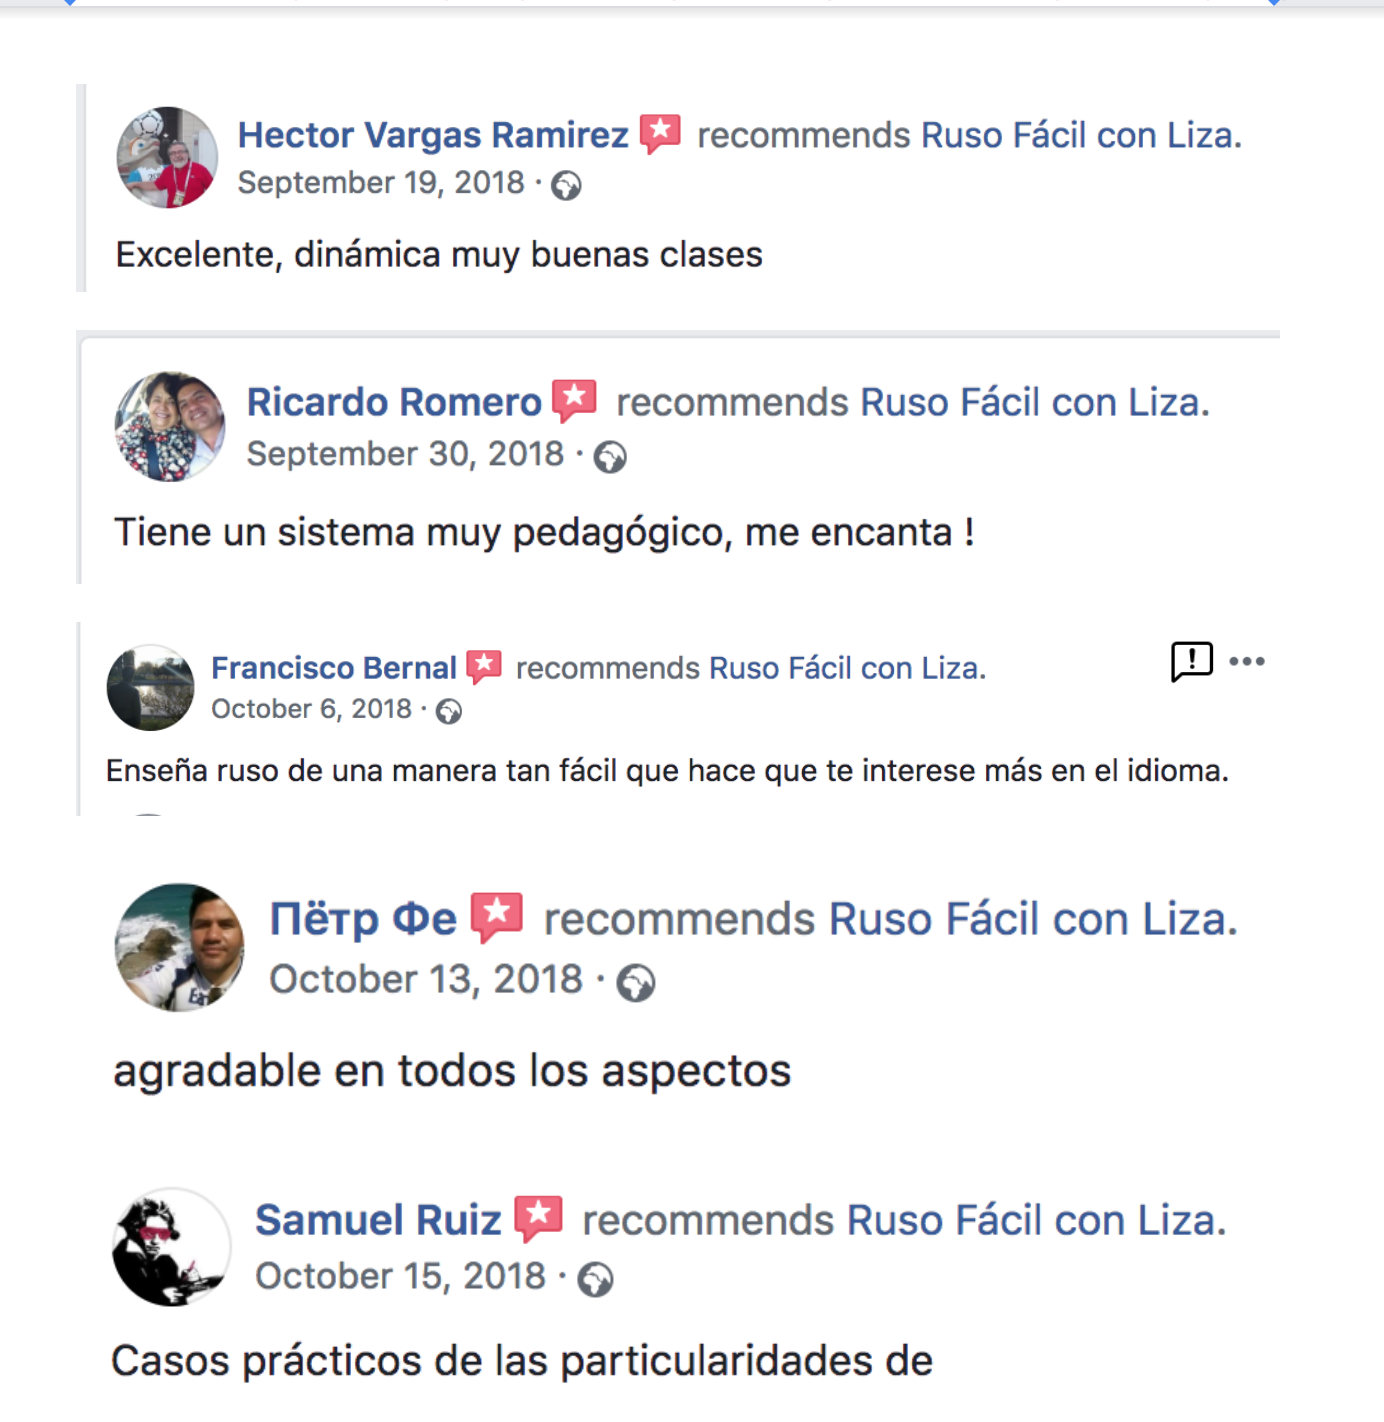 Hector Vargas Ramirez recommends Ruso Fácil con Liza.
September 19, 2018 ·
Excelente, dinámica muy buenas clases
Ricardo Romero recommends Ruso Fácil con Liza.
September 30, 2018 ·
Tiene un sistema muy pedagógico, me encanta !
Francisco Bernal recommends Ruso Fácil con Liza.
October 6, 2018 ·
Enseña ruso de una manera tan fácil que hace que te interese más en el idioma.
Пётр Фе recommends Ruso Fácil con Liza.
October 13, 2018 ·
agradable en todos los aspectos
Samuel Ruiz recommends Ruso Fácil con Liza.
October 15, 2018 ·
Casos prácticos de las particularidades de